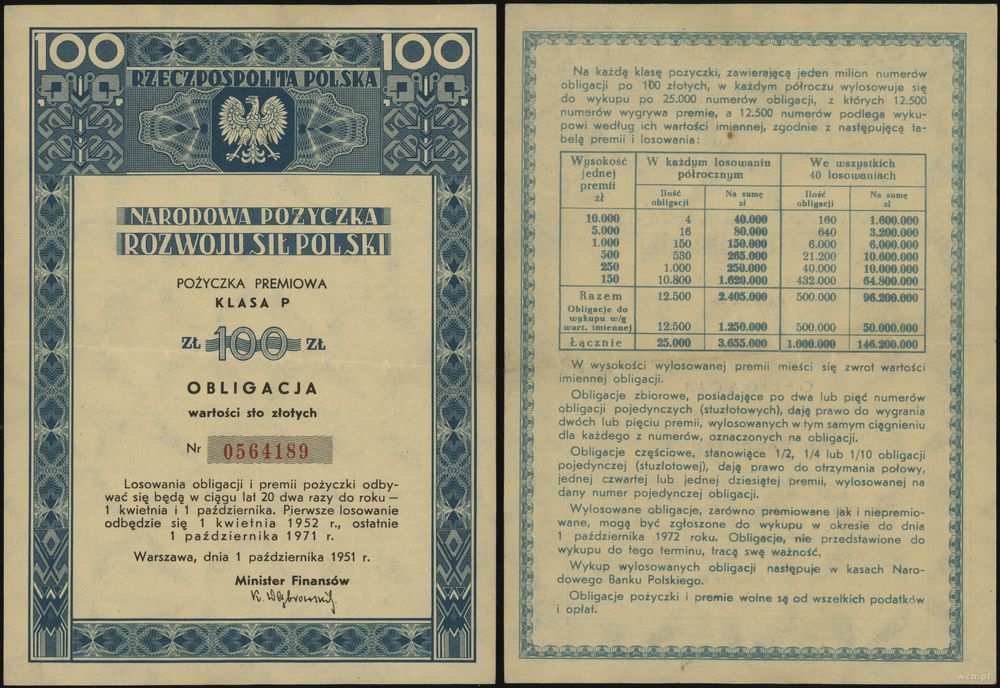 100 100
RZECZPOSPOLITA POLSKA
NARODOWA POŻYCZKA
ROZWOJU SIŁ POLSKI
POŻYCZKA PREMIOWA
KLASA P
ZŁ 100 ZŁ
OBLIGACJA
wartości sto złotych
Nr 0564189
Losowania obligacji i premii pożyczki odby-
wać się będą w ciągu lat 20 dwa razy do roku —
1 kwietnia i 1 października. Pierwsze losowanie
odbędzie się 1 kwietnia 1952 r., ostatnie
1 października 1971 r.
Warszawa, dnia 1 października 1951 r.
Minister Finansów
K. Dąbrowski
Na każdą klasę pożyczki, zawierającą jeden milion numerów
obligacji po 100 złotych, w każdym półroczu wylosowuje się
do wykupu po 25.000 numerów obligacji, z których 12.500
numerów wygrywa premie, a 12.500 numerów podlega wyku-
powi według ich wartości imiennej, zgodnie z następującą ta-
belą premii i losowania:
Wysokość jednej premii zł | W każdym losowaniu półrocznym | We wszystkich 40 losowaniach
Ilość obligacji | Na sumę zł | Ilość obligacji | Na sumę zł
10.000 4 40.000 160 1.600.000
5.000 16 80.000 640 3.200.000
1.000 150 150.000 6.000 6.000.000
500 530 265.000 21.200 10.600.000
250 1.000 250.000 40.000 10.000.000
150 10.800 1.620.000 432.000 64.800.000
Razem 12.500 2.405.000 500.000 96.200.000
Obligacje do
wykupu w/g
wart. imiennej 12.500 1.250.000 500.000 50.000.000
Łącznie 25.000 3.655.000 1.000.000 146.200.000
W wysokości wylosowanej premii mieści się zwrot wartości
imiennej obligacji.
Obligacje zbiorowe, posiadające po dwa lub pięć numerów
obligacji pojedynczych (stuzłotowych), dają prawo do wygrania
dwóch lub pięciu premii, wylosowanych w tym samym ciągnieniu
dla każdego z numerów, oznaczonych na obligacji.
Obligacje częściowe, stanowiące 1/2, 1/4 lub 1/10 obligacji
pojedynczej (stuzłotowej), dają prawo do otrzymania połowy,
jednej czwartej lub jednej dziesiątej premii, wylosowanej na
dany numer pojedynczej obligacji.
Wylosowane obligacje, zarówno premiowane jak i niepremio-
wane, mogą być zgłoszone do wykupu w okresie do dnia
1 października 1972 roku. Obligacje, nie przedstawione do
wykupu do tego terminu, tracą swą ważność.
Wykup wylosowanych obligacji następuje w kasach Naro-
dowego Banku Polskiego.
Obligacje pożyczki i premie wolne są od wszelkich podatków
i opłat.
wcn.pl